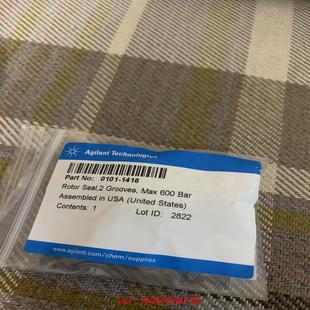 Agilent Technologies
Part No: 0101-1416
Rotor Seal,2 Grooves, Max 600 Bar
Assembled in USA (United States)
Contents: 1 Lot ID: 2822
www.agilent.com/chem/supplies